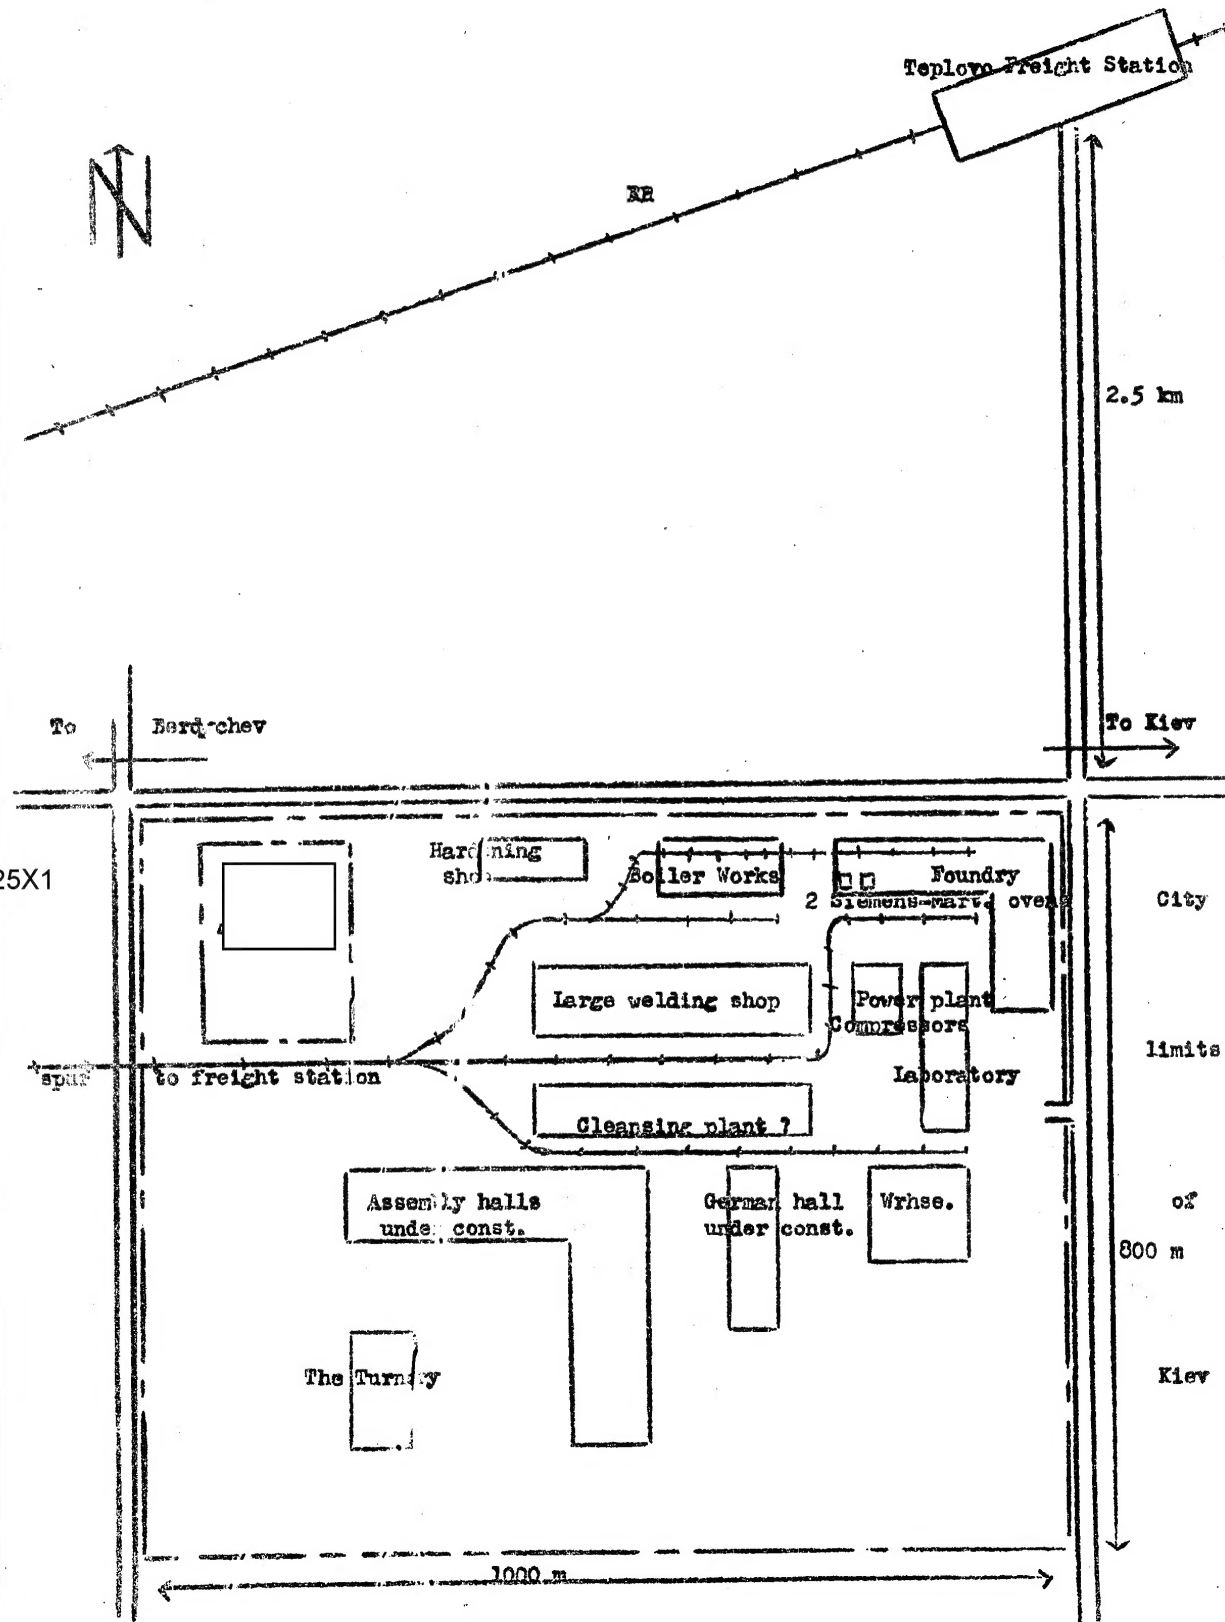 Teplovo Freight Station
N
RR
2.5 km
To Berdichev
To Kiev
25X1
Hardening
shop
Boiler Works
Foundry
2 Siemens-Mart. ovens
City
Large welding shop
Power plant
Compressors
limits
spur to freight station
Laboratory
Cleansing plant ?
Assembly halls
under const.
German hall
under const.
Wrhse.
of
800 m
The Turnery
Kiev
1000 m